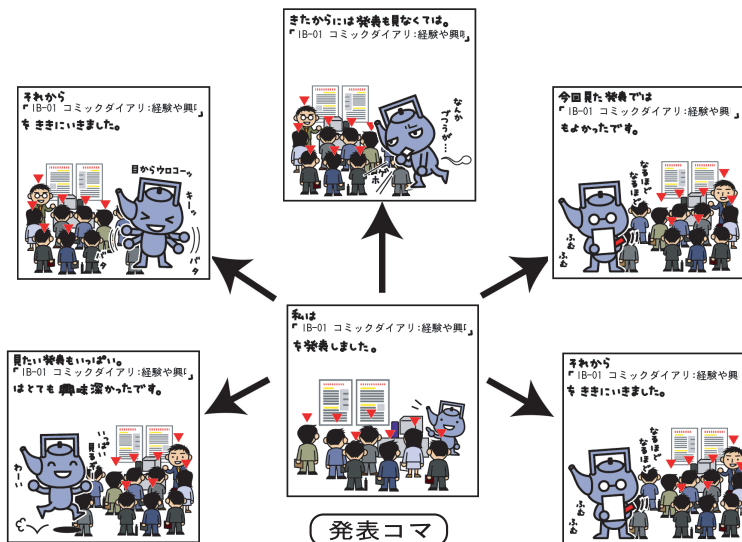 きたからには発表も見なくては。
「IB-01 コミックダイアリ:経験や興味」
なんか
ブつうが…
ゲホ
それから
「IB-01 コミックダイアリ:経験や興
を ききにいきました。
目からウロコーッ
キーッ
バタ
バタ
今回見た発表では
「IB-01 コミックダイアリ:経験や興 」
もよかったです。
なるほど
なるほど
ふむ
ふむ
私は
「IB-01 コミックダイアリ:経験や興
を発表しました。
見たい発表もいっぱい。
「IB-01 コミックダイアリ:経験や興
はとても 興味深かったです。
いっぱい
見るぞ
わーい
それから
「IB-01 コミックダイアリ:経験や興
を ききにいきました。
なるほど
なるほど
ふむ
ふむ
発表コマ